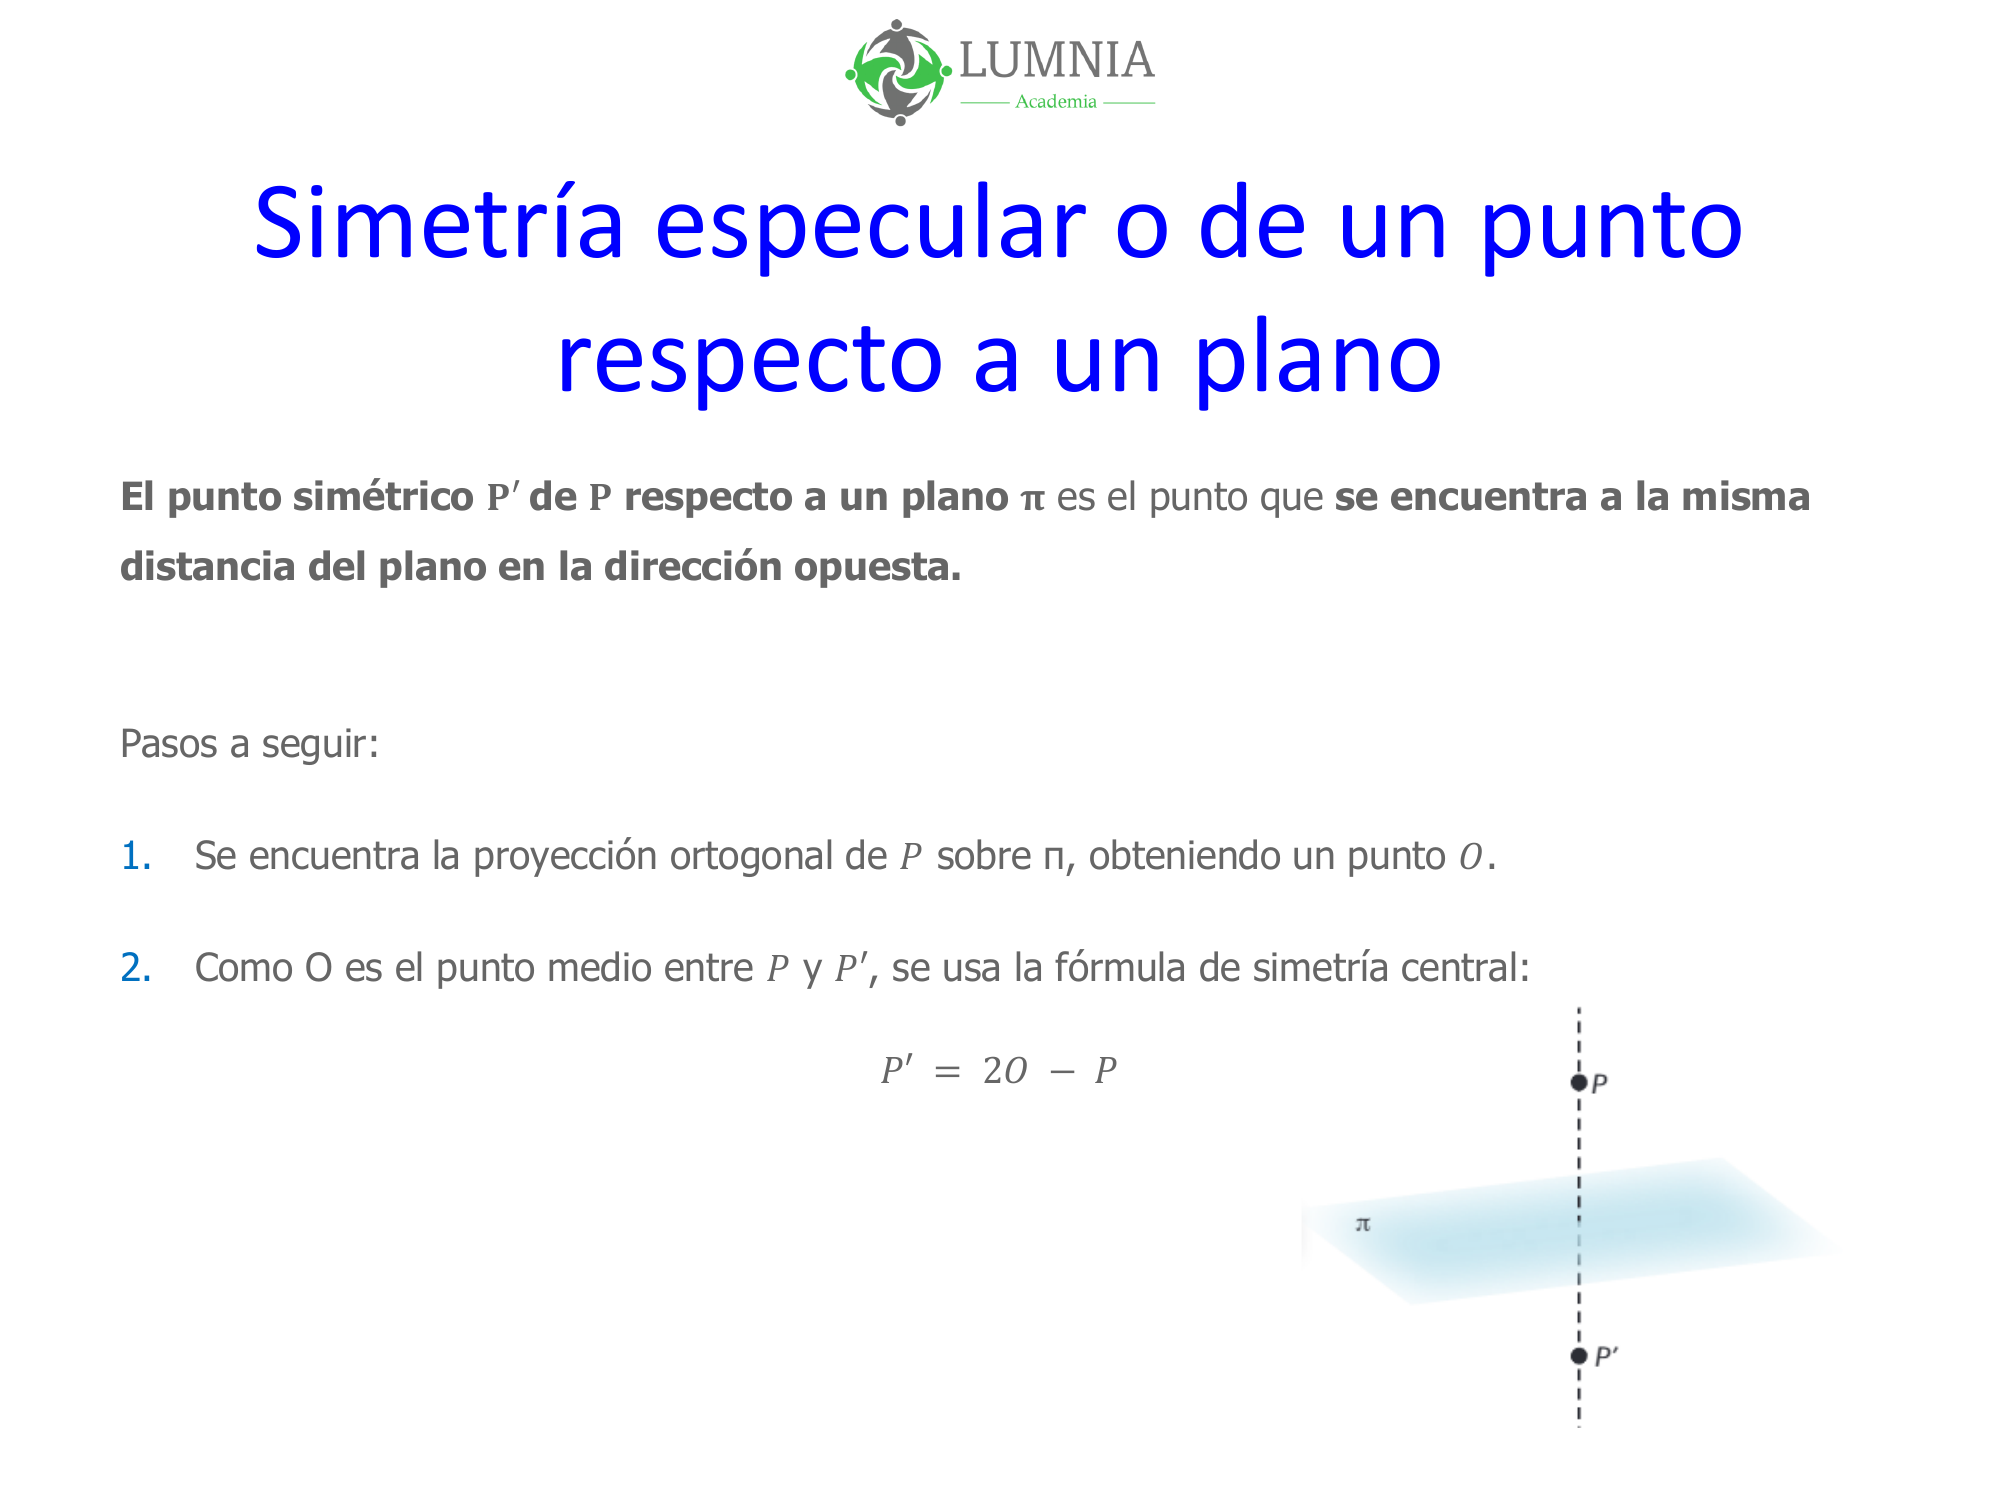 LUMNIA
Academia
Simetría especular o de un punto
respecto a un plano
El punto simétrico P′ de P respecto a un plano π es el punto que se encuentra a la misma
distancia del plano en la dirección opuesta.
Pasos a seguir:
1. Se encuentra la proyección ortogonal de P sobre π, obteniendo un punto O.
2. Como O es el punto medio entre P y P′, se usa la fórmula de simetría central:
P′ = 2O − P
P
π
P′